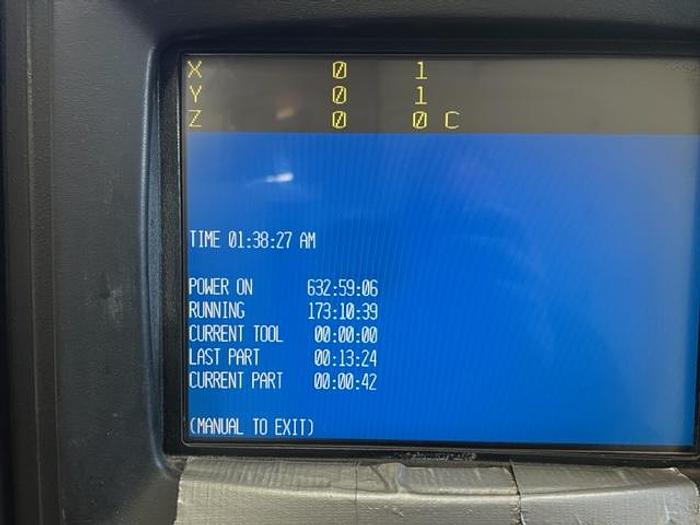 X 0 1
Y 0 1
Z 0 0 C
TIME 01:38:27 AM
POWER ON 632:59:06
RUNNING 173:10:39
CURRENT TOOL 00:00:00
LAST PART 00:13:24
CURRENT PART 00:00:42
(MANUAL TO EXIT)